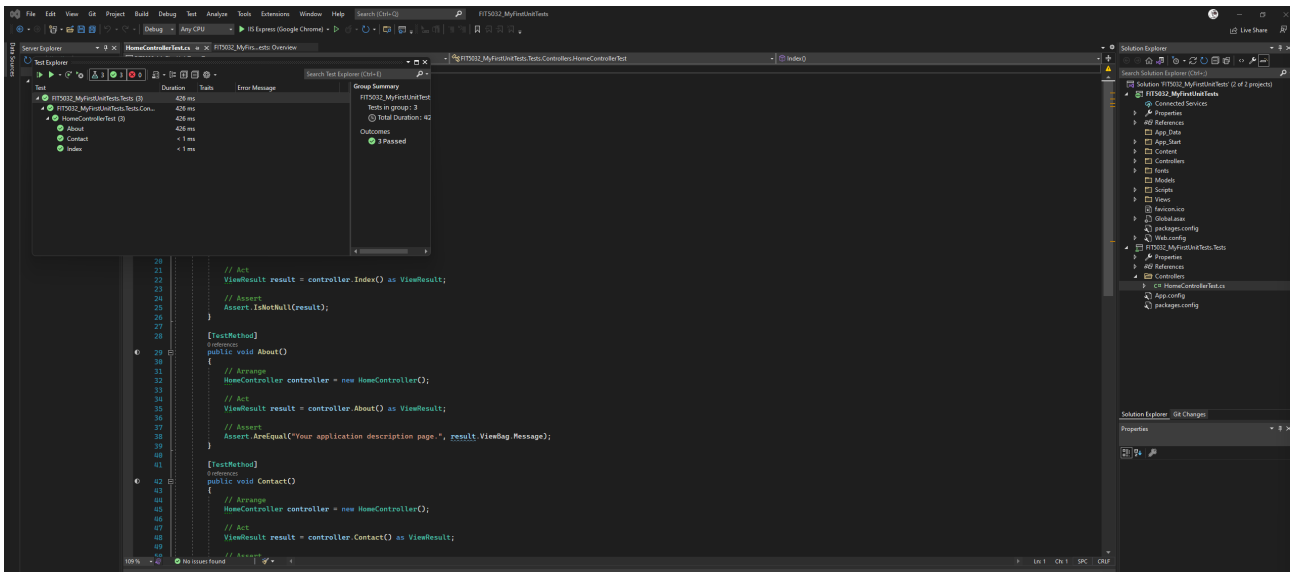 File Edit View Git Project Build Debug Test Analyze Tools Extensions Window Help Search (Ctrl+Q) FIT5032_MyFirstUnitTests
Debug Any CPU IIS Express (Google Chrome) Live Share
Data Sources
Server Explorer
HomeControllerTest.cs FIT5032_MyFirs...ests: Overview
FIT5032_MyFirstUnitTests.Tests.Controllers.HomeControllerTest Index()
Test Explorer
3 3 0 Search Test Explorer (Ctrl+E)
Test Duration Traits Error Message
FIT5032_MyFirstUnitTests.Tests (3) 426 ms
FIT5032_MyFirstUnitTests.Tests.Con... 426 ms
HomeControllerTest (3) 426 ms
About 426 ms
Contact < 1 ms
Index < 1 ms
Group Summary
FIT5032_MyFirstUnitTest
Tests in group: 3
Total Duration: 42
Outcomes
3 Passed
20
21 // Act
22 ViewResult result = controller.Index() as ViewResult;
23
24 // Assert
25 Assert.IsNotNull(result);
26 }
27
28 [TestMethod]
0 references
29 public void About()
30 {
31 // Arrange
32 HomeController controller = new HomeController();
33
34 // Act
35 ViewResult result = controller.About() as ViewResult;
36
37 // Assert
38 Assert.AreEqual("Your application description page.", result.ViewBag.Message);
39 }
40
41 [TestMethod]
0 references
42 public void Contact()
43 {
44 // Arrange
45 HomeController controller = new HomeController();
46
47 // Act
48 ViewResult result = controller.Contact() as ViewResult;
49
50 // Assert
109 % No issues found Ln: 1 Ch: 1 SPC CRLF
Solution Explorer
Search Solution Explorer (Ctrl+;)
Solution 'FIT5032_MyFirstUnitTests' (2 of 2 projects)
FIT5032_MyFirstUnitTests
Connected Services
Properties
References
App_Data
App_Start
Content
Controllers
fonts
Models
Scripts
Views
favicon.ico
Global.asax
packages.config
Web.config
FIT5032_MyFirstUnitTests.Tests
Properties
References
Controllers
C# HomeControllerTest.cs
App.config
packages.config
Solution Explorer Git Changes
Properties